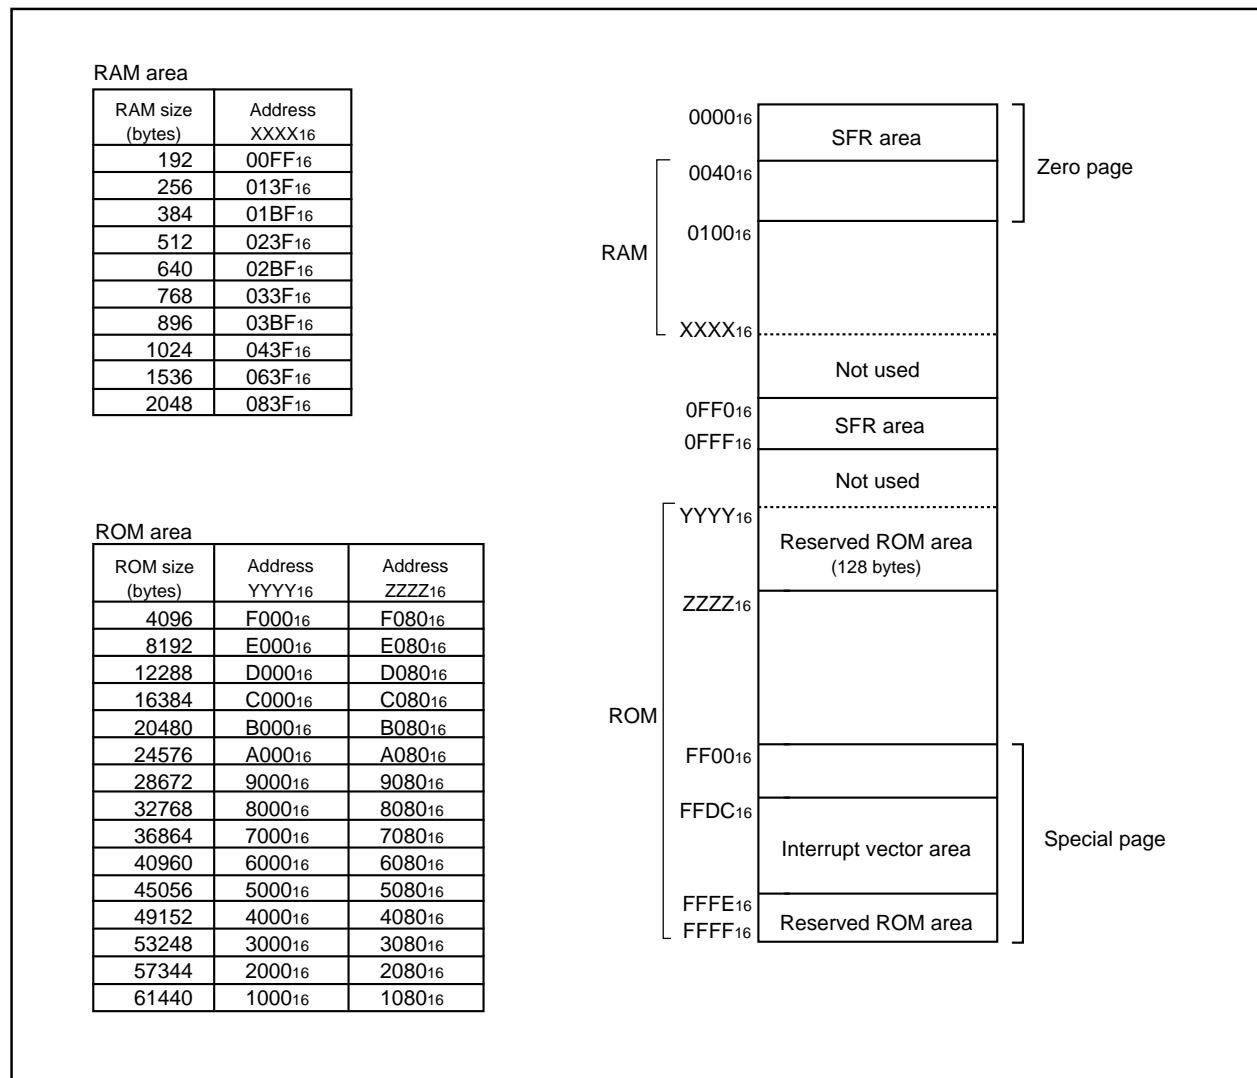 RAM area
RAM size (bytes) Address XXXX16
192 00FF16
256 013F16
384 01BF16
512 023F16
640 02BF16
768 033F16
896 03BF16
1024 043F16
1536 063F16
2048 083F16
ROM area
ROM size (bytes) Address YYYY16 Address ZZZZ16
4096 F00016 F08016
8192 E00016 E08016
12288 D00016 D08016
16384 C00016 C08016
20480 B00016 B08016
24576 A00016 A08016
28672 900016 908016
32768 800016 808016
36864 700016 708016
40960 600016 608016
45056 500016 508016
49152 400016 408016
53248 300016 308016
57344 200016 208016
61440 100016 108016
000016
SFR area
004016
Zero page
010016
RAM
XXXX16
Not used
0FF016
SFR area
0FFF16
Not used
YYYY16
Reserved ROM area
(128 bytes)
ZZZZ16
ROM
FF0016
FFDC16
Interrupt vector area
Special page
FFFE16
Reserved ROM area
FFFF16